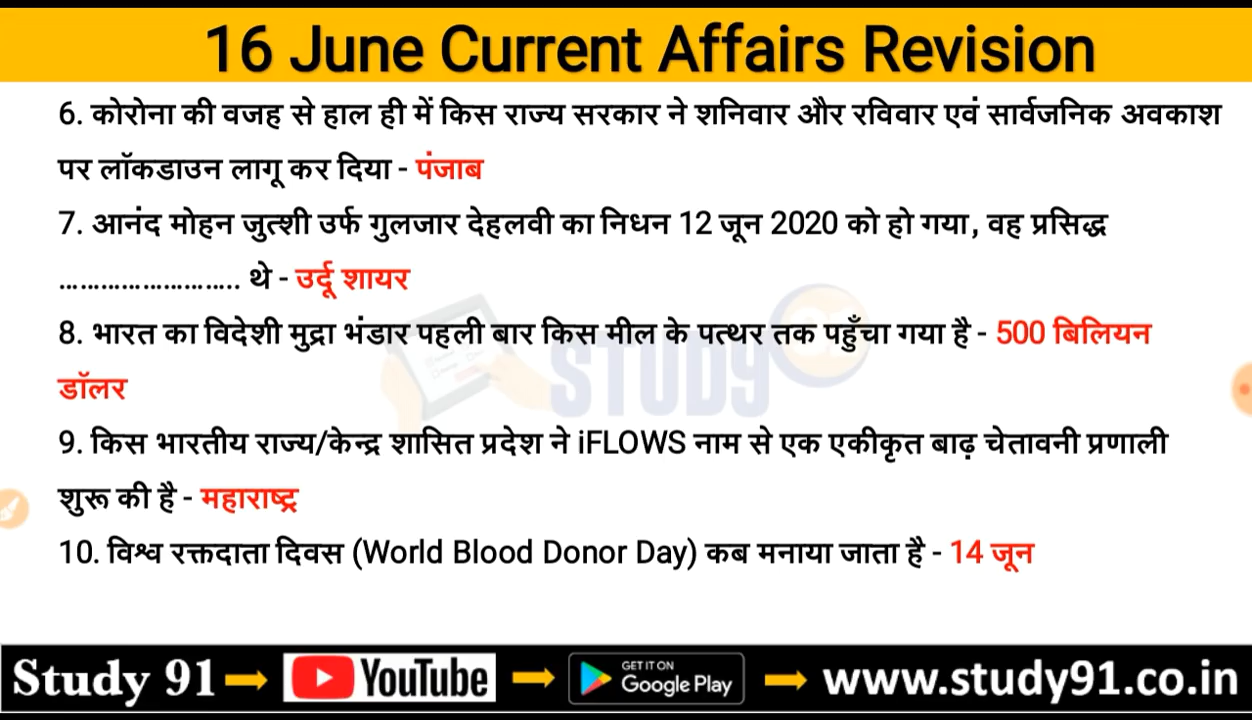 16 June Current Affairs Revision
6. कोरोना की वजह से हाल ही में किस राज्य सरकार ने शनिवार और रविवार एवं सार्वजनिक अवकाश
पर लॉकडाउन लागू कर दिया - पंजाब
7. आनंद मोहन जुत्शी उर्फ गुलजार देहलवी का निधन 12 जून 2020 को हो गया, वह प्रसिद्ध
.......................... थे - उर्दू शायर
8. भारत का विदेशी मुद्रा भंडार पहली बार किस मील के पत्थर तक पहुँचा गया है - 500 बिलियन
डॉलर
STUDY
9. किस भारतीय राज्य/केन्द्र शासित प्रदेश ने iFLOWS नाम से एक एकीकृत बाढ़ चेतावनी प्रणाली
शुरू की है - महाराष्ट्र
10. विश्व रक्तदाता दिवस (World Blood Donor Day) कब मनाया जाता है - 14 जून
Study 91 YouTube GET IT ON Google Play www.study91.co.in